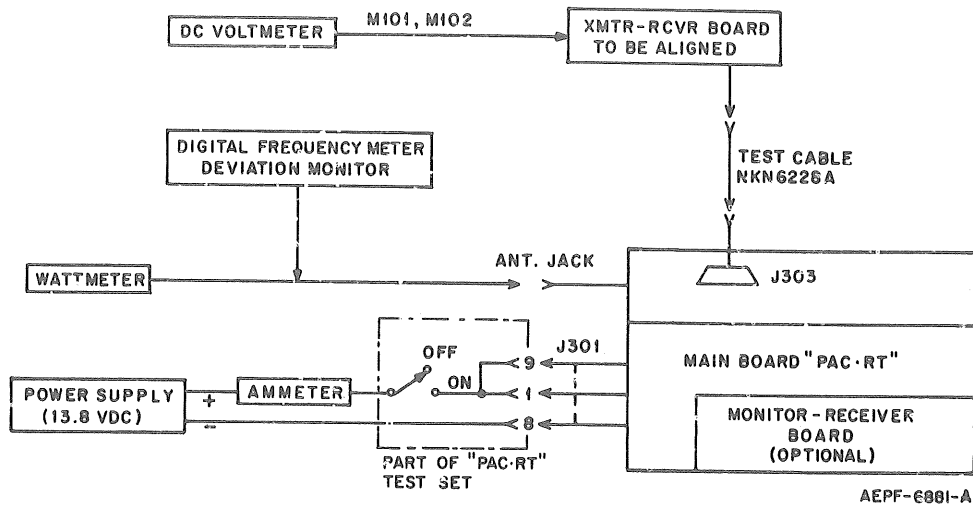 DC VOLTMETER
M101, M102
XMTR-RCVR BOARD
TO BE ALIGNED
DIGITAL FREQUENCY METER
DEVIATION MONITOR
TEST CABLE
NKN6226A
WATTMETER
ANT. JACK
J303
OFF
ON
9
J301
1
8
MAIN BOARD "PAC·RT"
POWER SUPPLY
(13.8 VDC)
+
-
AMMETER
MONITOR-RECEIVER
BOARD
(OPTIONAL)
PART OF "PAC·RT"
TEST SET
AEPF-6881-A